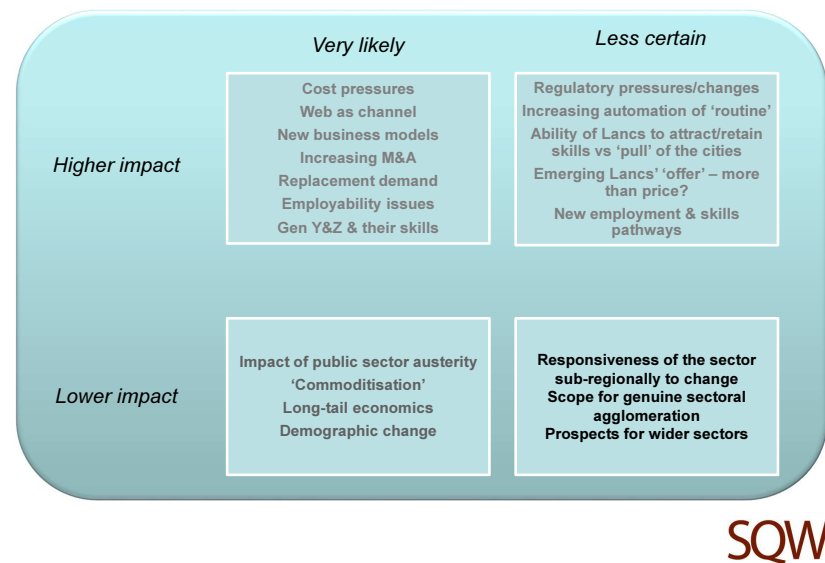 Very likely
Less certain
Higher impact
Cost pressures
Web as channel
New business models
Increasing M&A
Replacement demand
Employability issues
Gen Y&Z & their skills
Regulatory pressures/changes
Increasing automation of ‘routine’
Ability of Lancs to attract/retain
skills vs ‘pull’ of the cities
Emerging Lancs’ ‘offer’ – more
than price?
New employment & skills
pathways
Lower impact
Impact of public sector austerity
‘Commoditisation’
Long-tail economics
Demographic change
Responsiveness of the sector
sub-regionally to change
Scope for genuine sectoral
agglomeration
Prospects for wider sectors
SQW